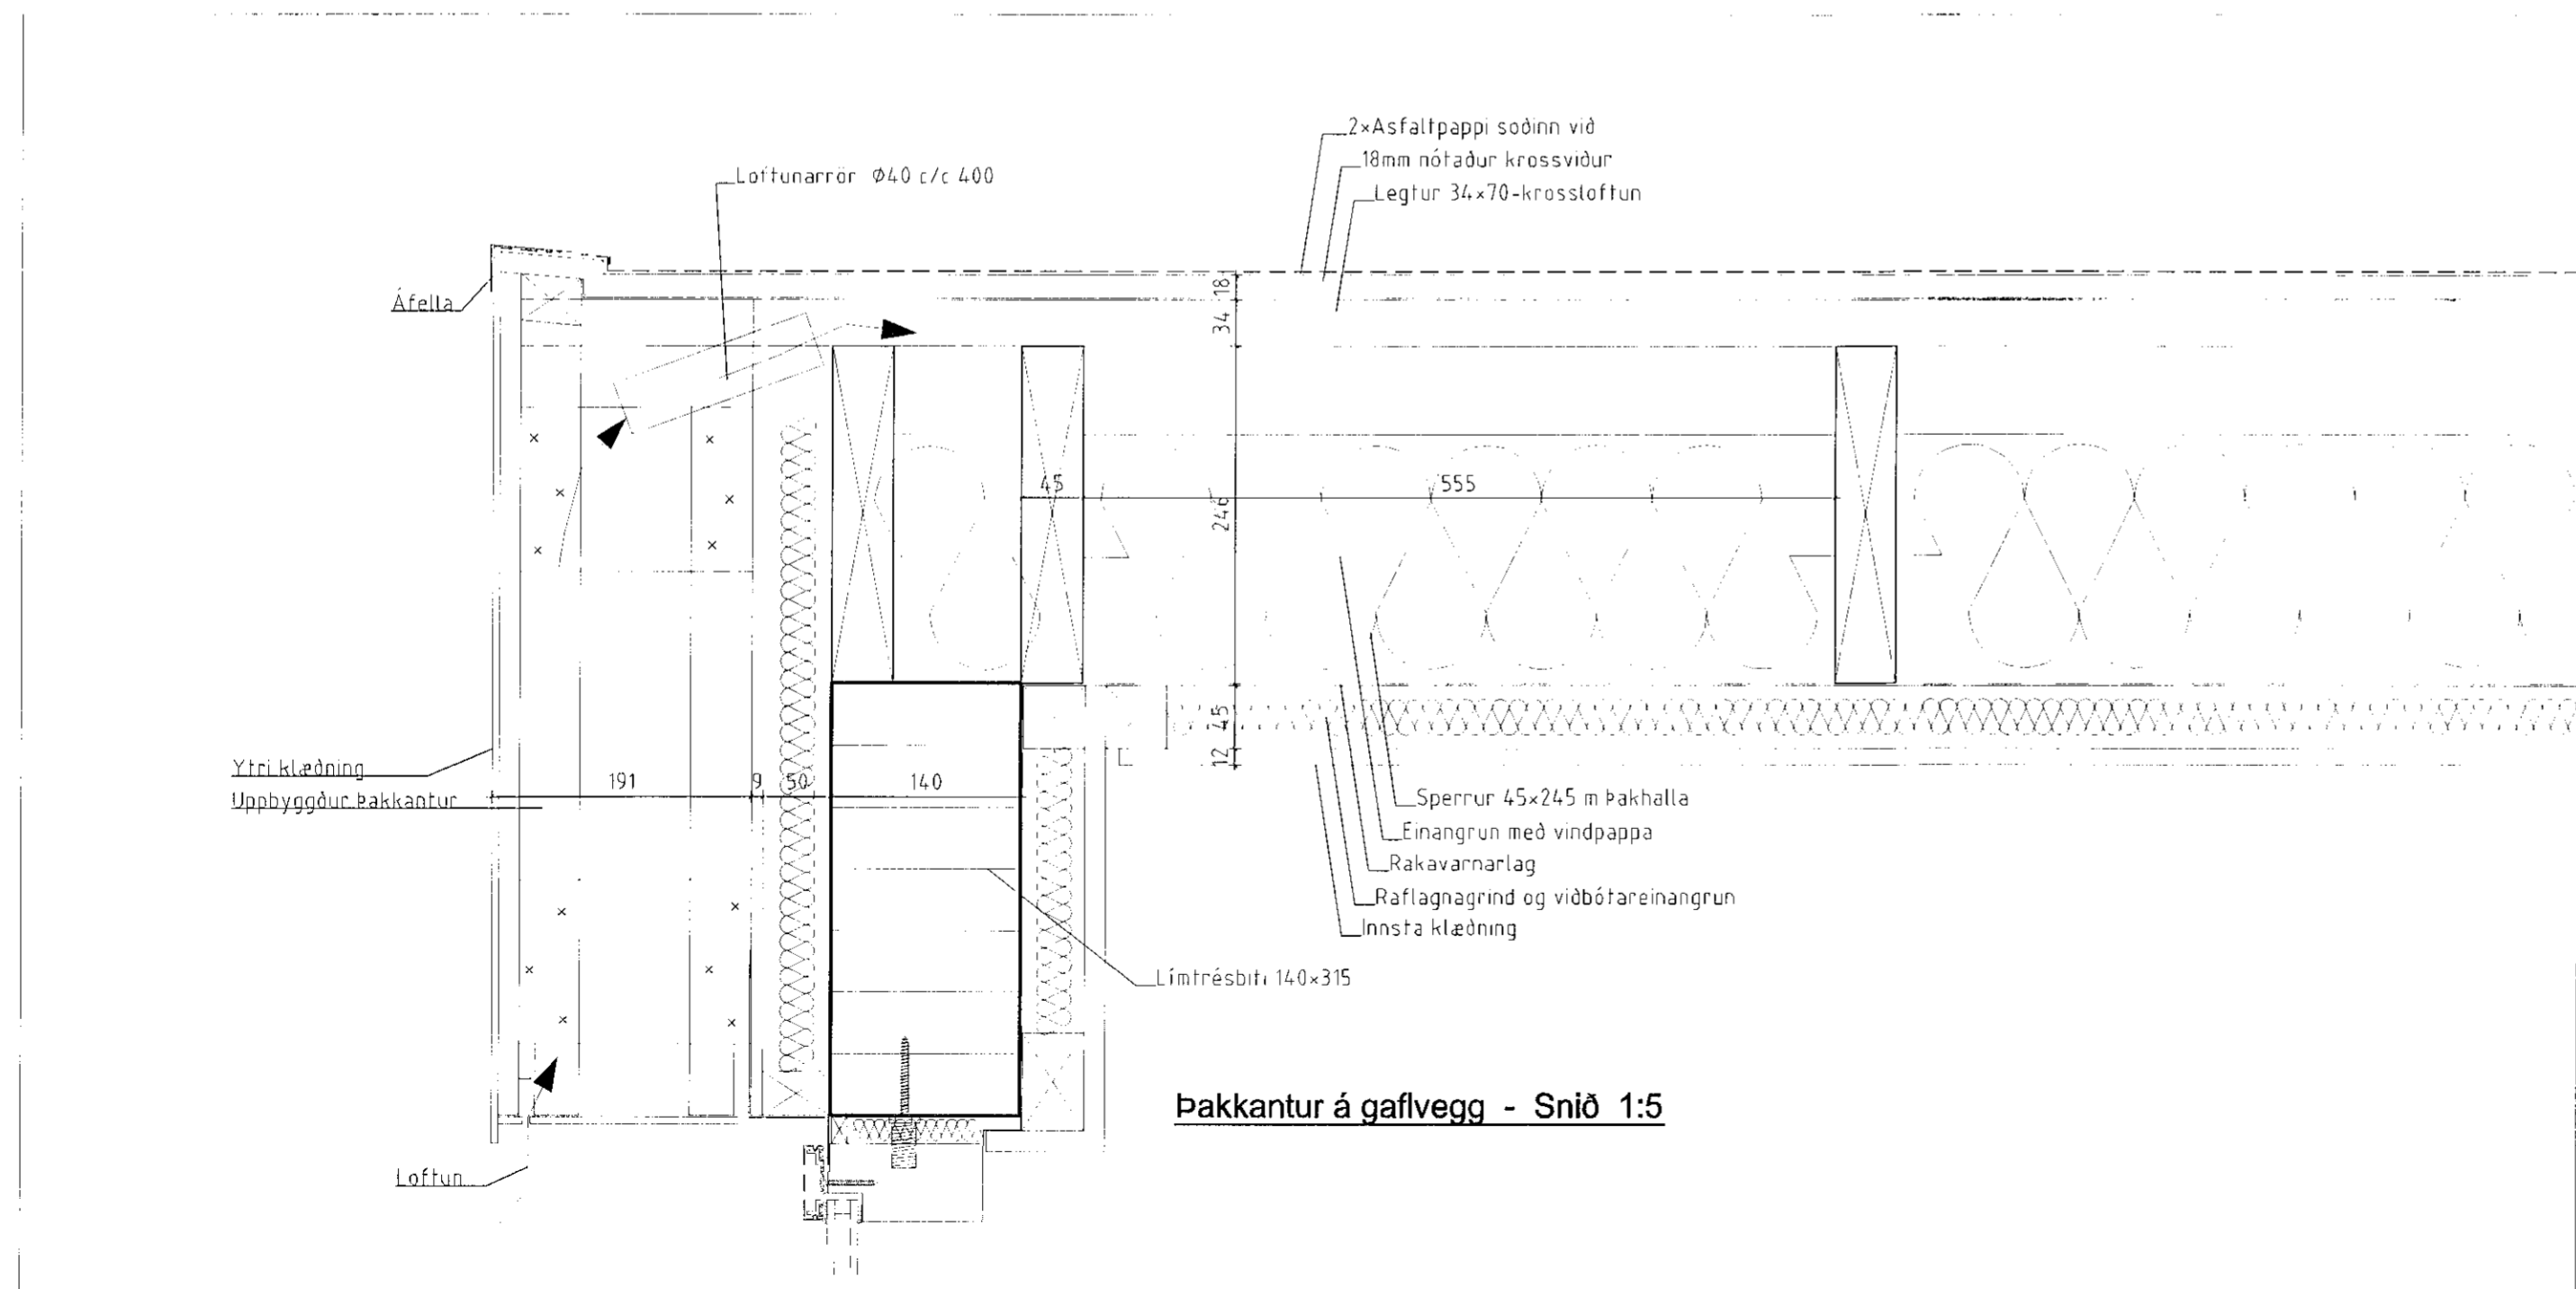 2×Asfaltpappi soðinn við
18mm nótaður krossviður
Legtur 34×70-krossloftun
Loftunarrör Ø40 c/c 400
Áfella
18
34
45
555
246
45
12
Ytri klæðning
Uppbyggður þakkantur
191
9
50
140
Sperrur 45×245 m þakhalla
Einangrun með vindpappa
Rakavarnarlag
Raflagnagrind og viðbótareinangrun
Innsta klæðning
Límtrésbiti 140×315
Þakkantur á gaflvegg - Snið 1:5
Loftun